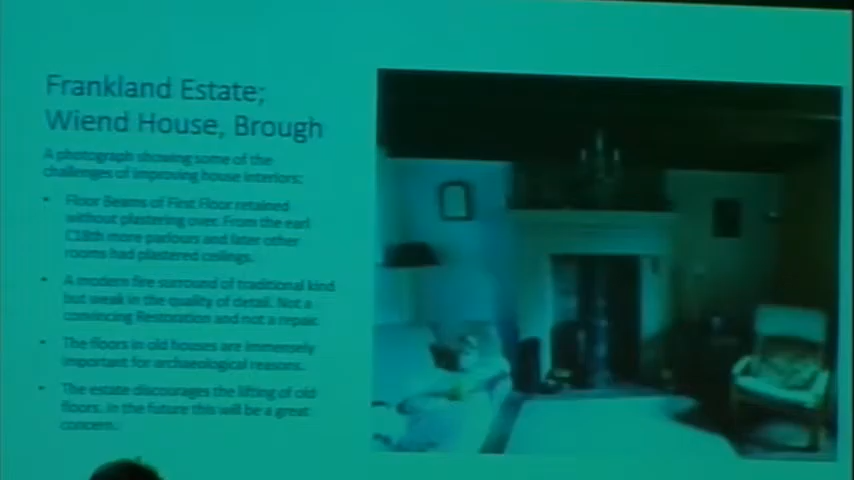 Frankland Estate;
Wiend House, Brough
A photograph showing some of the
challenges of improving house interiors:
• Floor Beams of First Floor retained
without plastering over. From the earl
C18th more parlours and later other
rooms had plastered ceilings.
• A modern fire surround of traditional kind
but weak in the quality of detail. Not a
convincing Restoration and not a repair.
• The floors in old houses are immensely
important for archaeological reasons.
• The estate discourages the lifting of old
floors. In the future this will be a great
concern.